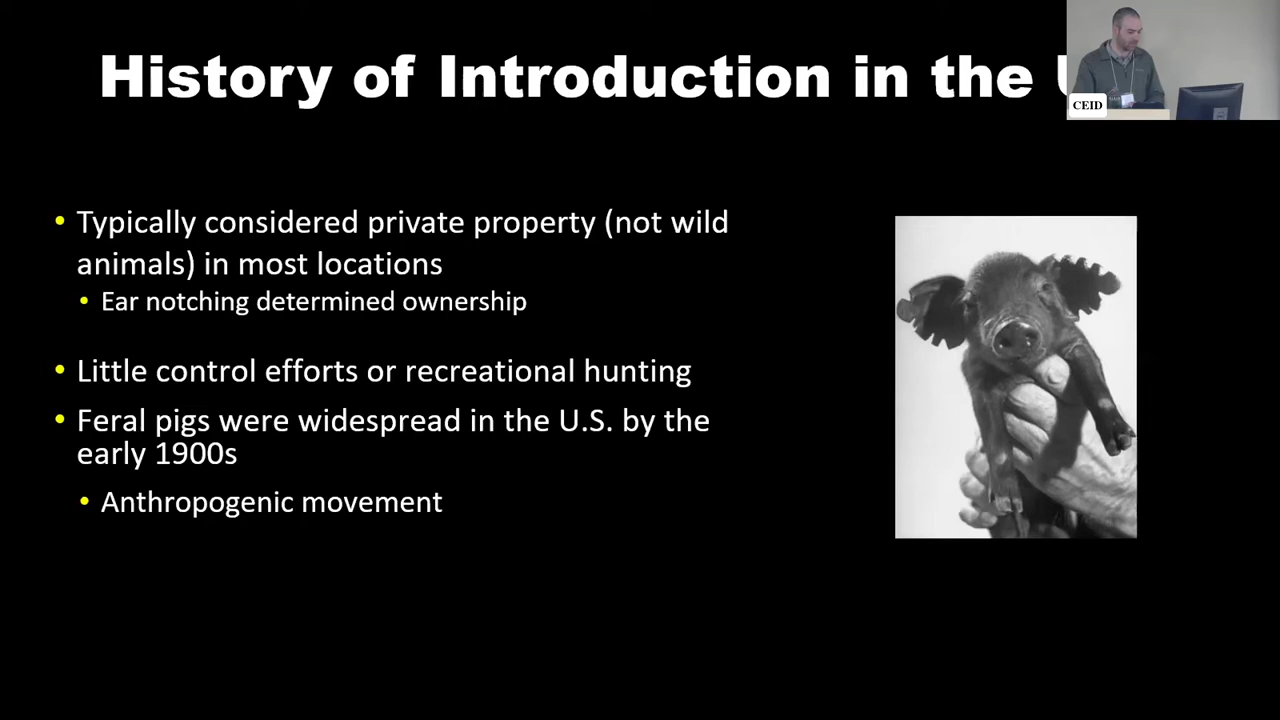 History of Introduction in the
CEID
• Typically considered private property (not wild
animals) in most locations
• Ear notching determined ownership
• Little control efforts or recreational hunting
• Feral pigs were widespread in the U.S. by the
early 1900s
• Anthropogenic movement